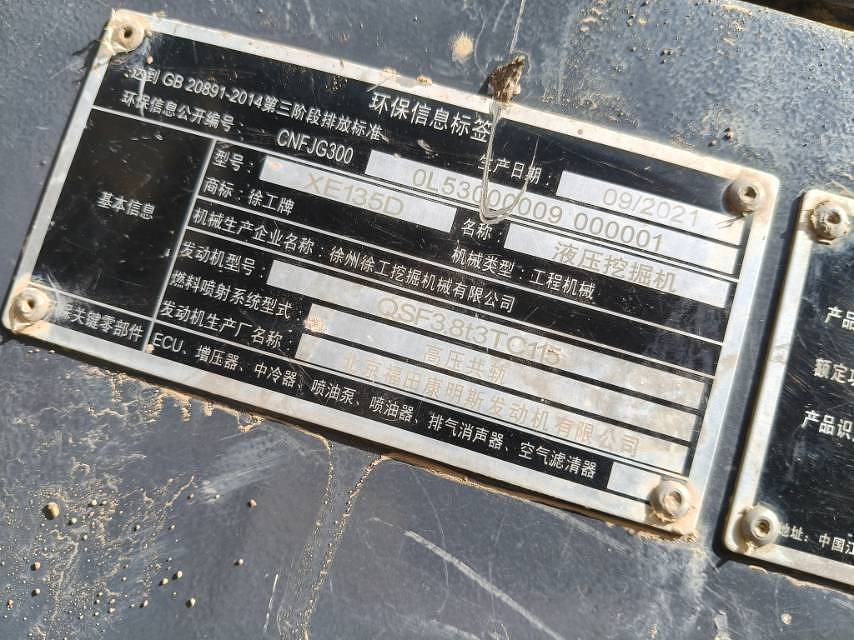 环保信息标签
达到 GB 20891-2014第三阶段排放标准
生产日期: 09/2021
环保信息公开编号: CNFJG300 0L53000009 000001
基本信息
型号: XE135D 名称: 液压挖掘机
商标: 徐工牌 机械类型: 工程机械
机械生产企业名称: 徐州徐工挖掘机械有限公司
发动机型号: QSF3.8t3TC115
燃料喷射系统型式: 高压共轨
发动机生产厂名称: 北京福田康明斯发动机有限公司
关键零部件 ECU、增压器、中冷器、喷油泵、喷油器、排气消声器、空气滤清器
产品
额定
产品识
地址: 中国江